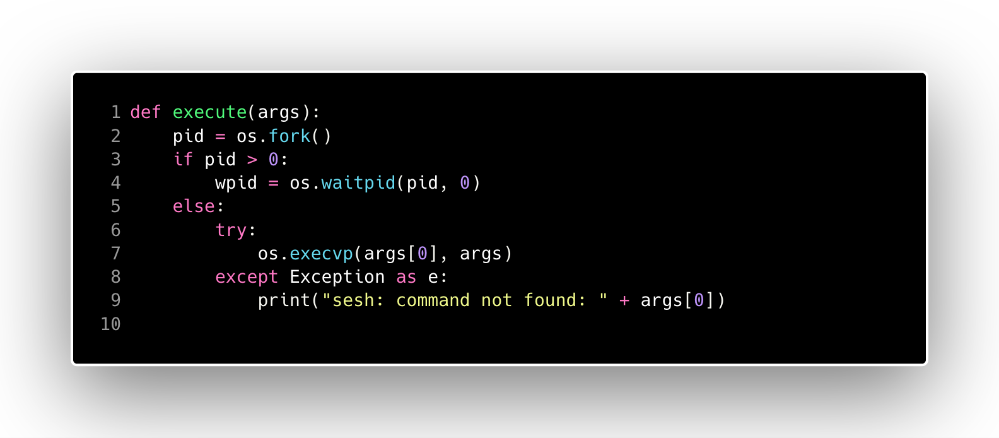 1 def execute(args):
2     pid = os.fork()
3     if pid > 0:
4         wpid = os.waitpid(pid, 0)
5     else:
6         try:
7             os.execvp(args[0], args)
8         except Exception as e:
9             print("sesh: command not found: " + args[0])
10